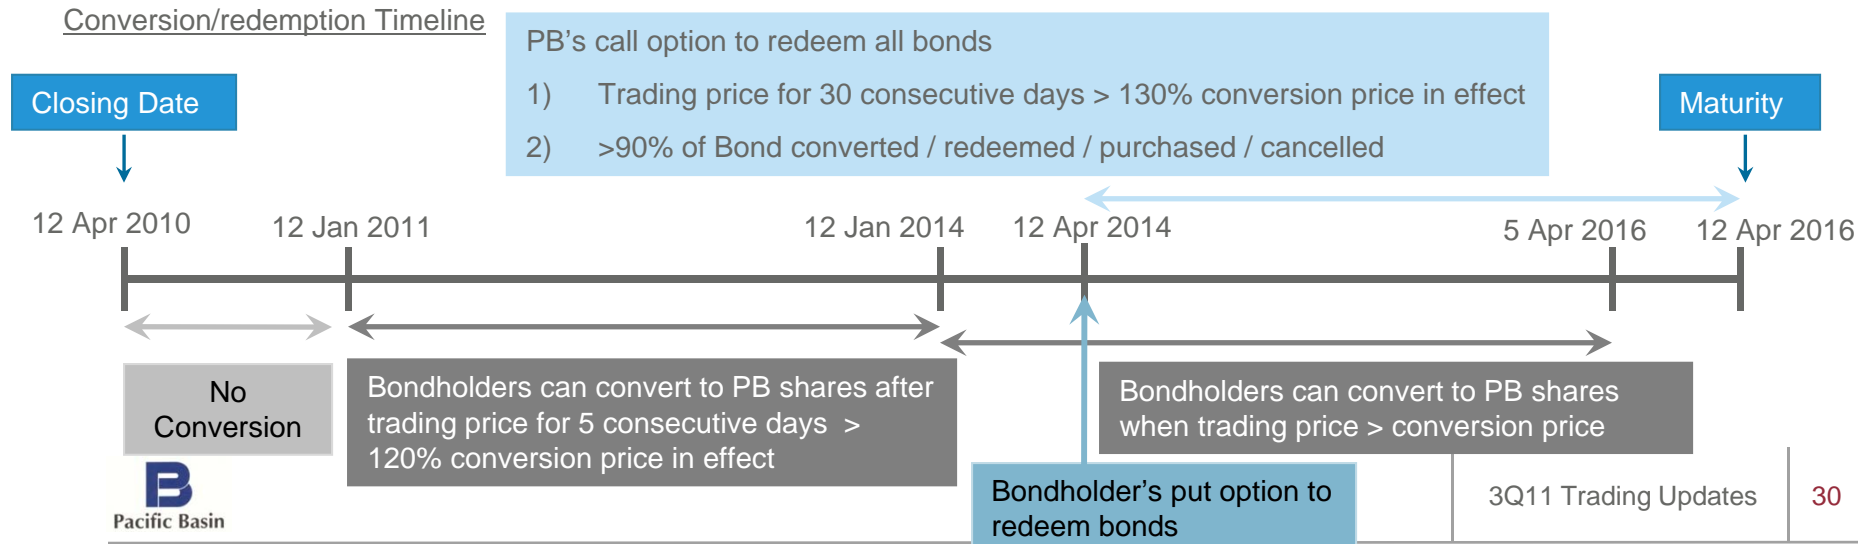 Conversion/redemption Timeline
PB’s call option to redeem all bonds
1) Trading price for 30 consecutive days > 130% conversion price in effect
2) >90% of Bond converted / redeemed / purchased / cancelled
Closing Date
Maturity
12 Apr 2010
12 Jan 2011
12 Jan 2014
12 Apr 2014
5 Apr 2016
12 Apr 2016
No
Conversion
Bondholders can convert to PB shares after
trading price for 5 consecutive days >
120% conversion price in effect
Bondholders can convert to PB shares
when trading price > conversion price
Bondholder’s put option to
redeem bonds
Pacific Basin
3Q11 Trading Updates
30